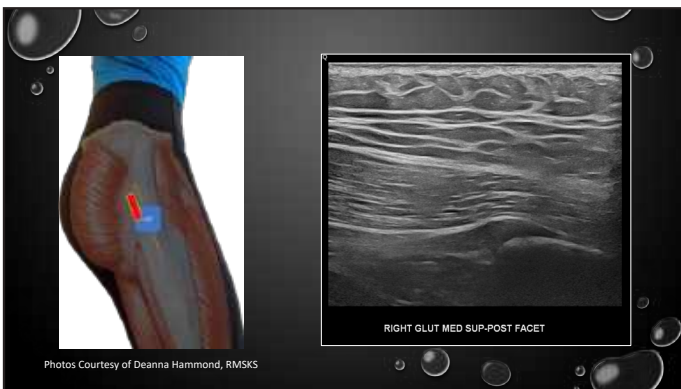 RIGHT GLUT MED SUP-POST FACET
Photos Courtesy of Deanna Hammond, RMSKS